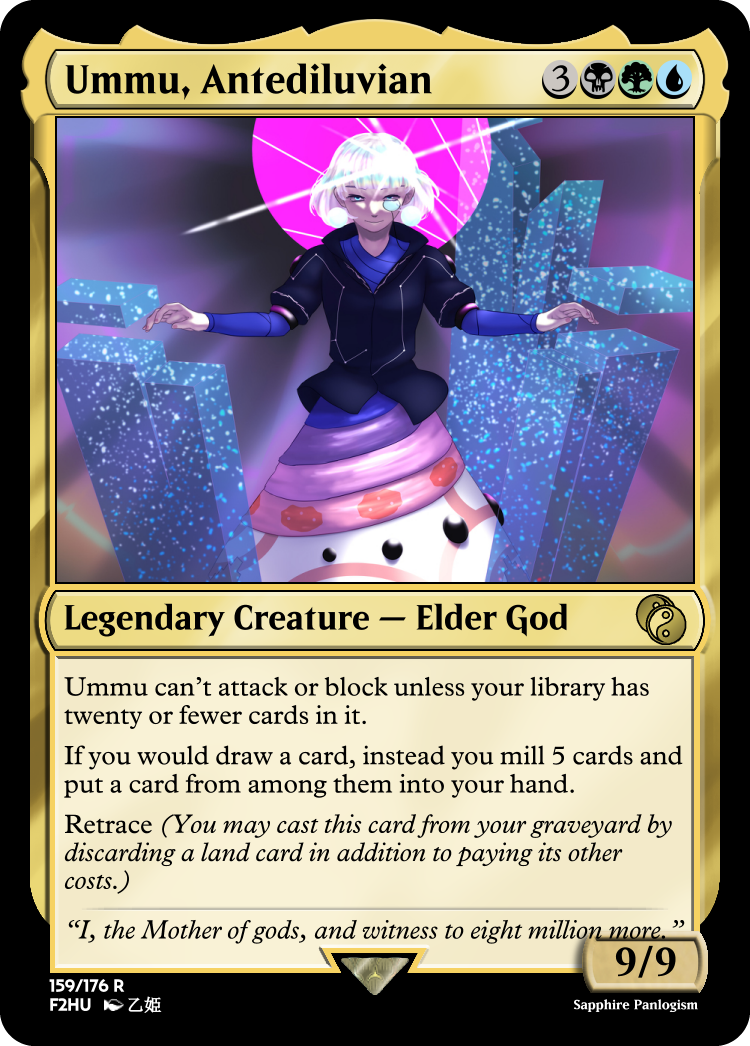 Ummu, Antediluvian 3
Legendary Creature — Elder God
Ummu can't attack or block unless your library has
twenty or fewer cards in it.
If you would draw a card, instead you mill 5 cards and
put a card from among them into your hand.
Retrace (You may cast this card from your graveyard by
discarding a land card in addition to paying its other
costs.)
“I, the Mother of gods, and witness to eight million more.”
9/9
159/176 R
F2HU 乙姫
Sapphire Panlogism